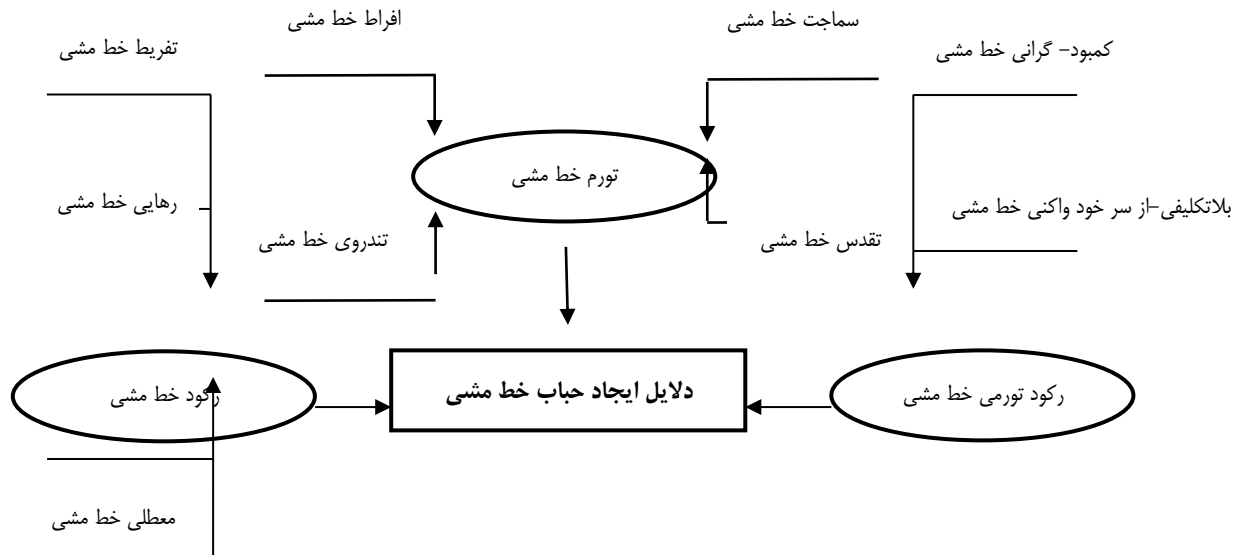 سماجت خط مشی
افراط خط مشی
کمبود- گرانی خط مشی
تفریط خط مشی
تورم خط مشی
بلاتکلیفی-از سر خود واکنی خط مشی
رهایی خط مشی
تقدس خط مشی
تندروی خط مشی
رکود تورمی خط مشی
دلایل ایجاد حباب خط مشی
رکود خط مشی
معطلی خط مشی